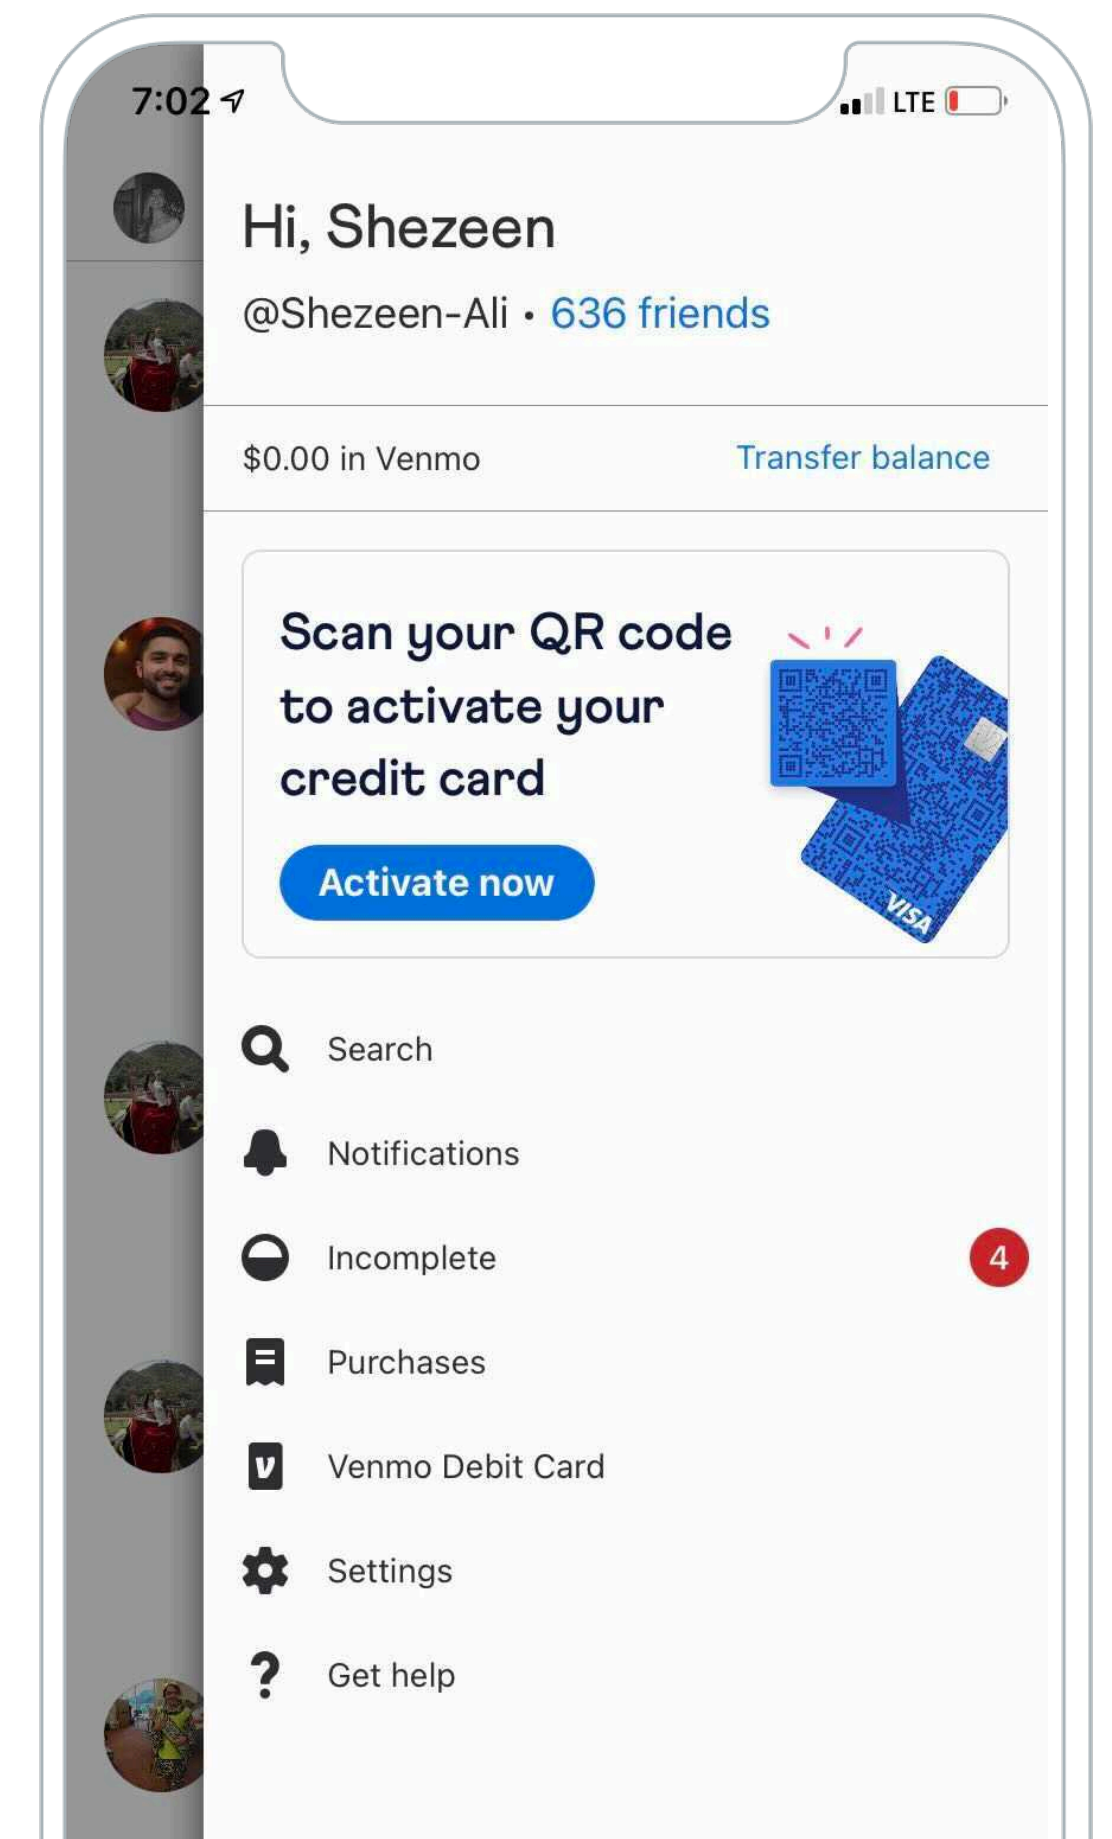 7:02
LTE
Hi, Shezeen
@Shezeen-Ali • 636 friends
$0.00 in Venmo
Transfer balance
Scan your QR code
to activate your
credit card
VISA
Activate now
Search
Notifications
Incomplete
4
Purchases
V
Venmo Debit Card
Settings
Get help